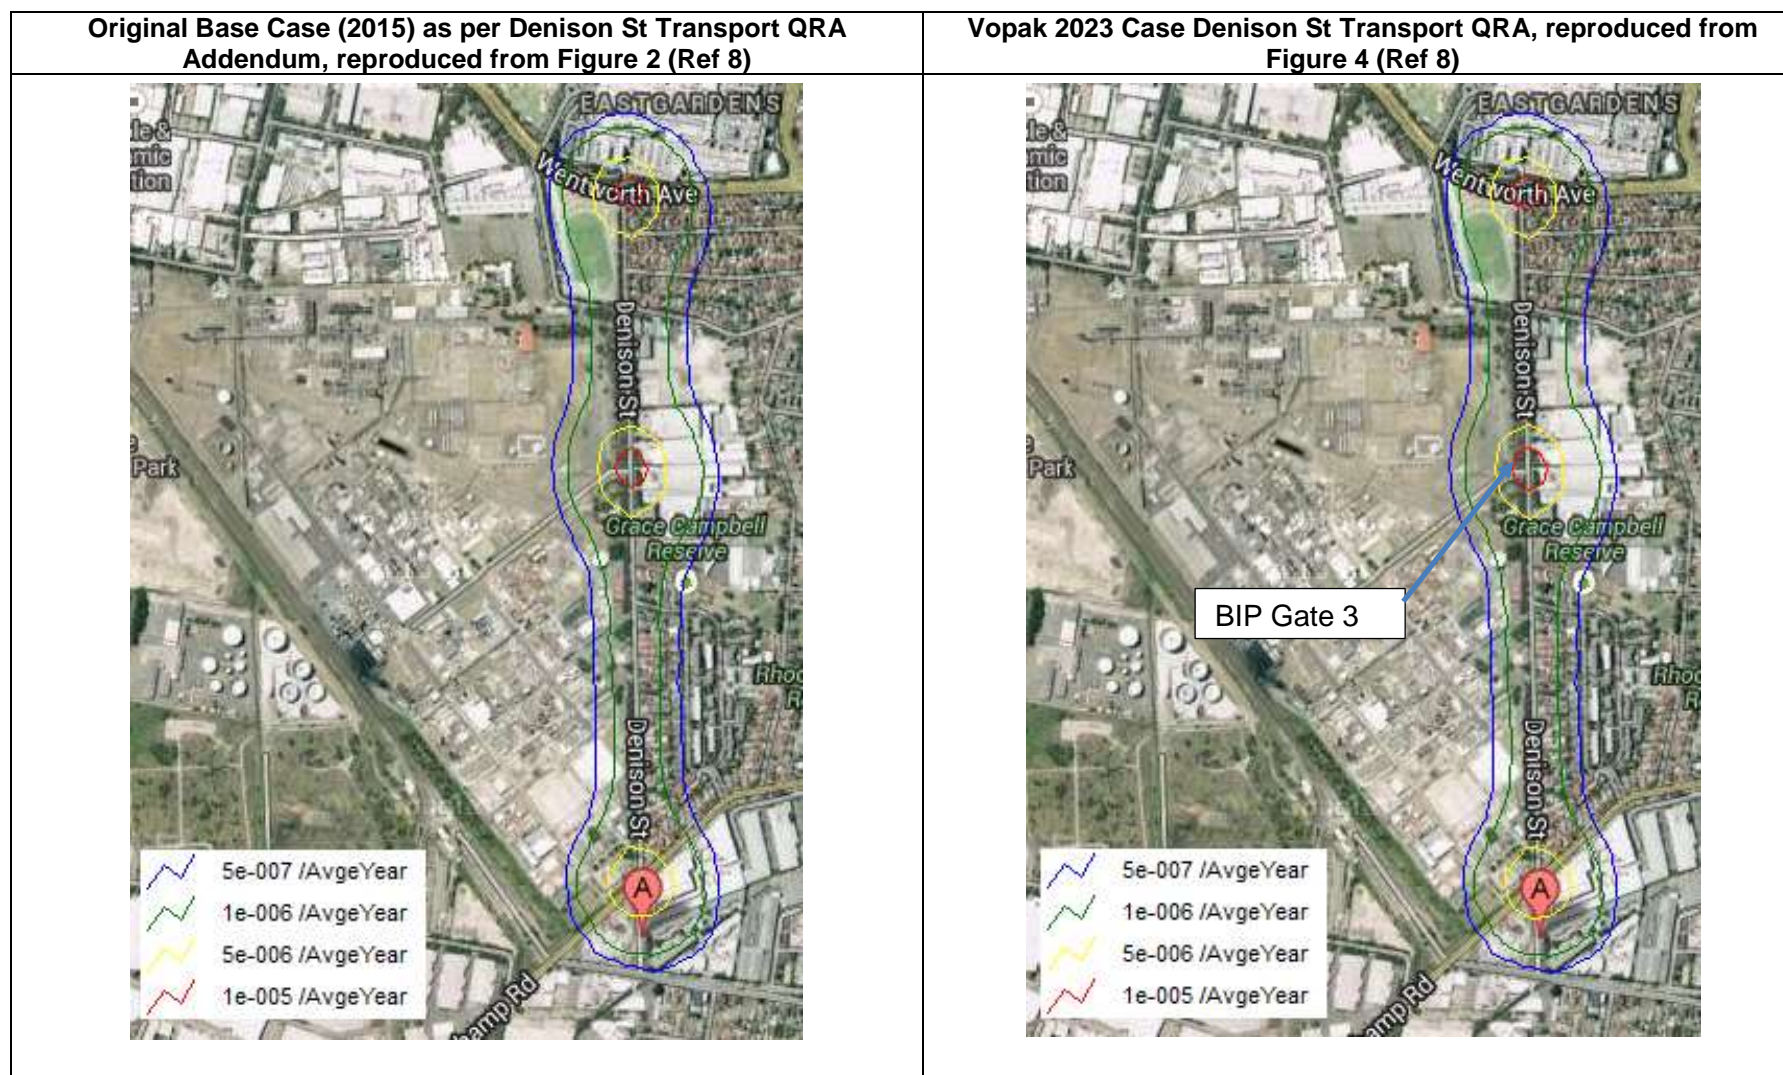 Original Base Case (2015) as per Denison St Transport QRA
Addendum, reproduced from Figure 2 (Ref 8)
Vopak 2023 Case Denison St Transport QRA, reproduced from
Figure 4 (Ref 8)
EASTGARDENS
Wentworth Ave
Denison St
Park
Grace Campbell
Reserve
Denison St
A
5e-007 /AvgeYear
1e-006 /AvgeYear
5e-006 /AvgeYear
1e-005 /AvgeYear
EASTGARDENS
Wentworth Ave
Denison St
Park
Grace Campbell
Reserve
BIP Gate 3
Denison St
A
5e-007 /AvgeYear
1e-006 /AvgeYear
5e-006 /AvgeYear
1e-005 /AvgeYear